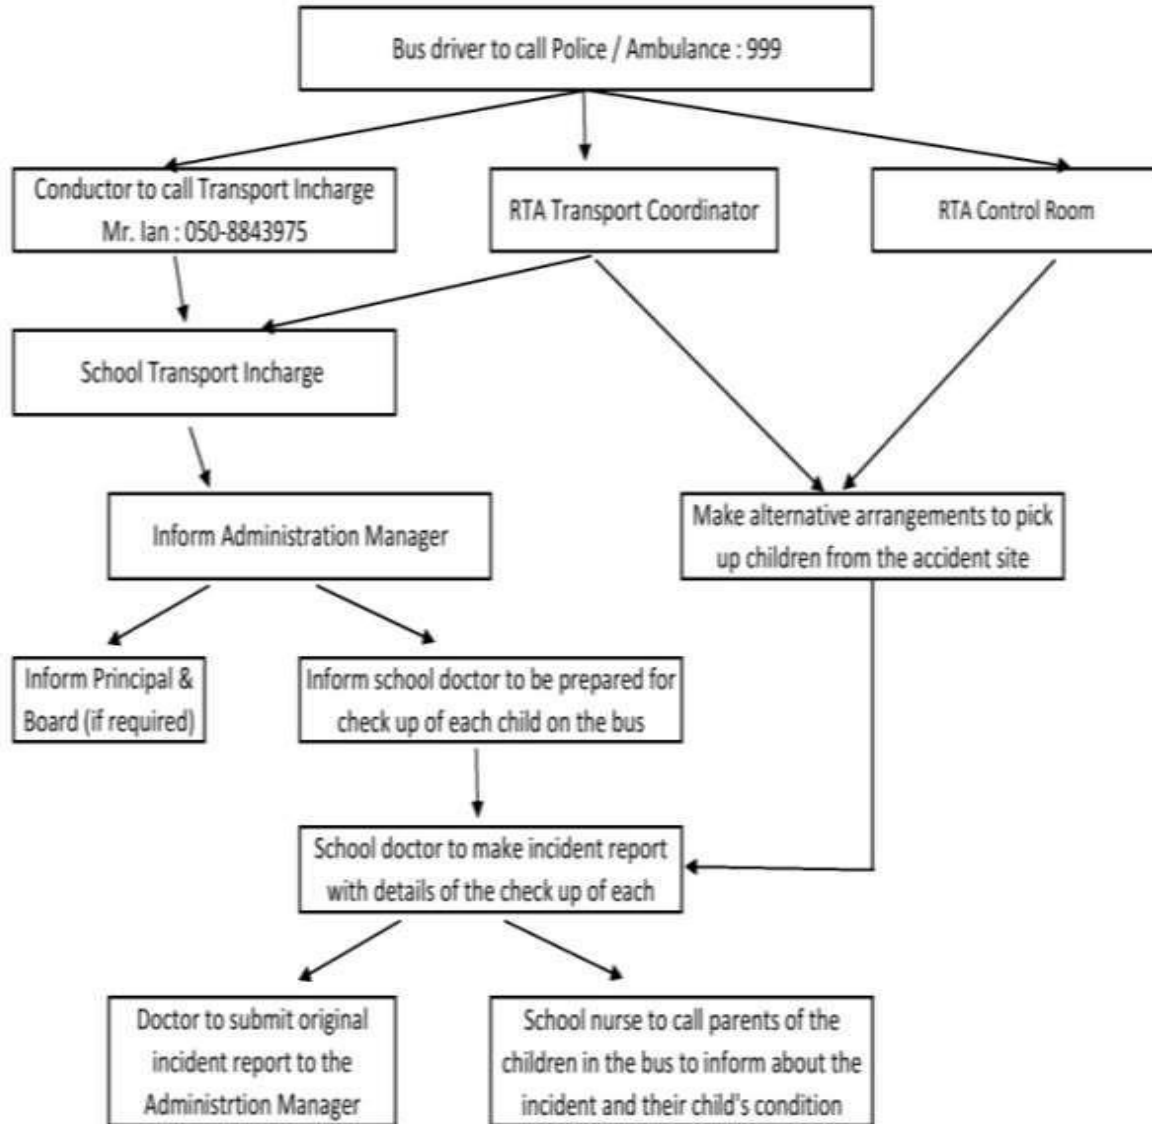 Bus driver to call Police / Ambulance : 999
Conductor to call Transport Incharge
Mr. Ian : 050-8843975
RTA Transport Coordinator
RTA Control Room
School Transport Incharge
Inform Administration Manager
Make alternative arrangements to pick
up children from the accident site
Inform Principal &
Board (if required)
Inform school doctor to be prepared for
check up of each child on the bus
School doctor to make incident report
with details of the check up of each
Doctor to submit original
incident report to the
Administrtion Manager
School nurse to call parents of the
children in the bus to inform about the
incident and their child's condition